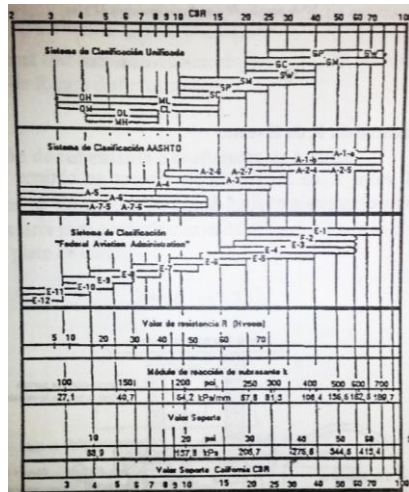 CBR
2 3 4 5 6 7 8 9 10 15 20 30 40 50 60 70 100
Sistema de Clasificación Unificada
GP GW
GC GM
SM SW
SP
SC
OH ML
OM CL
OL
MH
Sistema de Clasificación AASHTO
A-1-a
A-1-b
A-2-4 A-2-5
A-2-6 A-2-7
A-3
A-4
A-5
A-6
A-7-5 A-7-6
Sistema de Clasificación
"Federal Aviation Administration"
E-1
E-2
E-3
E-4
E-5
E-6
E-7
E-8
E-9
E-10
E-11
E-12
Valor de resistencia R (Hveem)
5 10 20 30 40 50 60 70
Módulo de reacción de subrasante k
100 150 200 psi 250 300 400 500 600 700
27,1 40,7 54,2 kPa/mm 67,8 81,3 108,4 136,6 162,6 189,7
Valor Soporte
10 20 psi 30 40 50 60
68,9 137,8 kPa 206,7 275,6 344,5 413,4
Valor Soporte California CBR
3 4 5 6 7 8 9 10 15 20 30 40 50 60 70 100